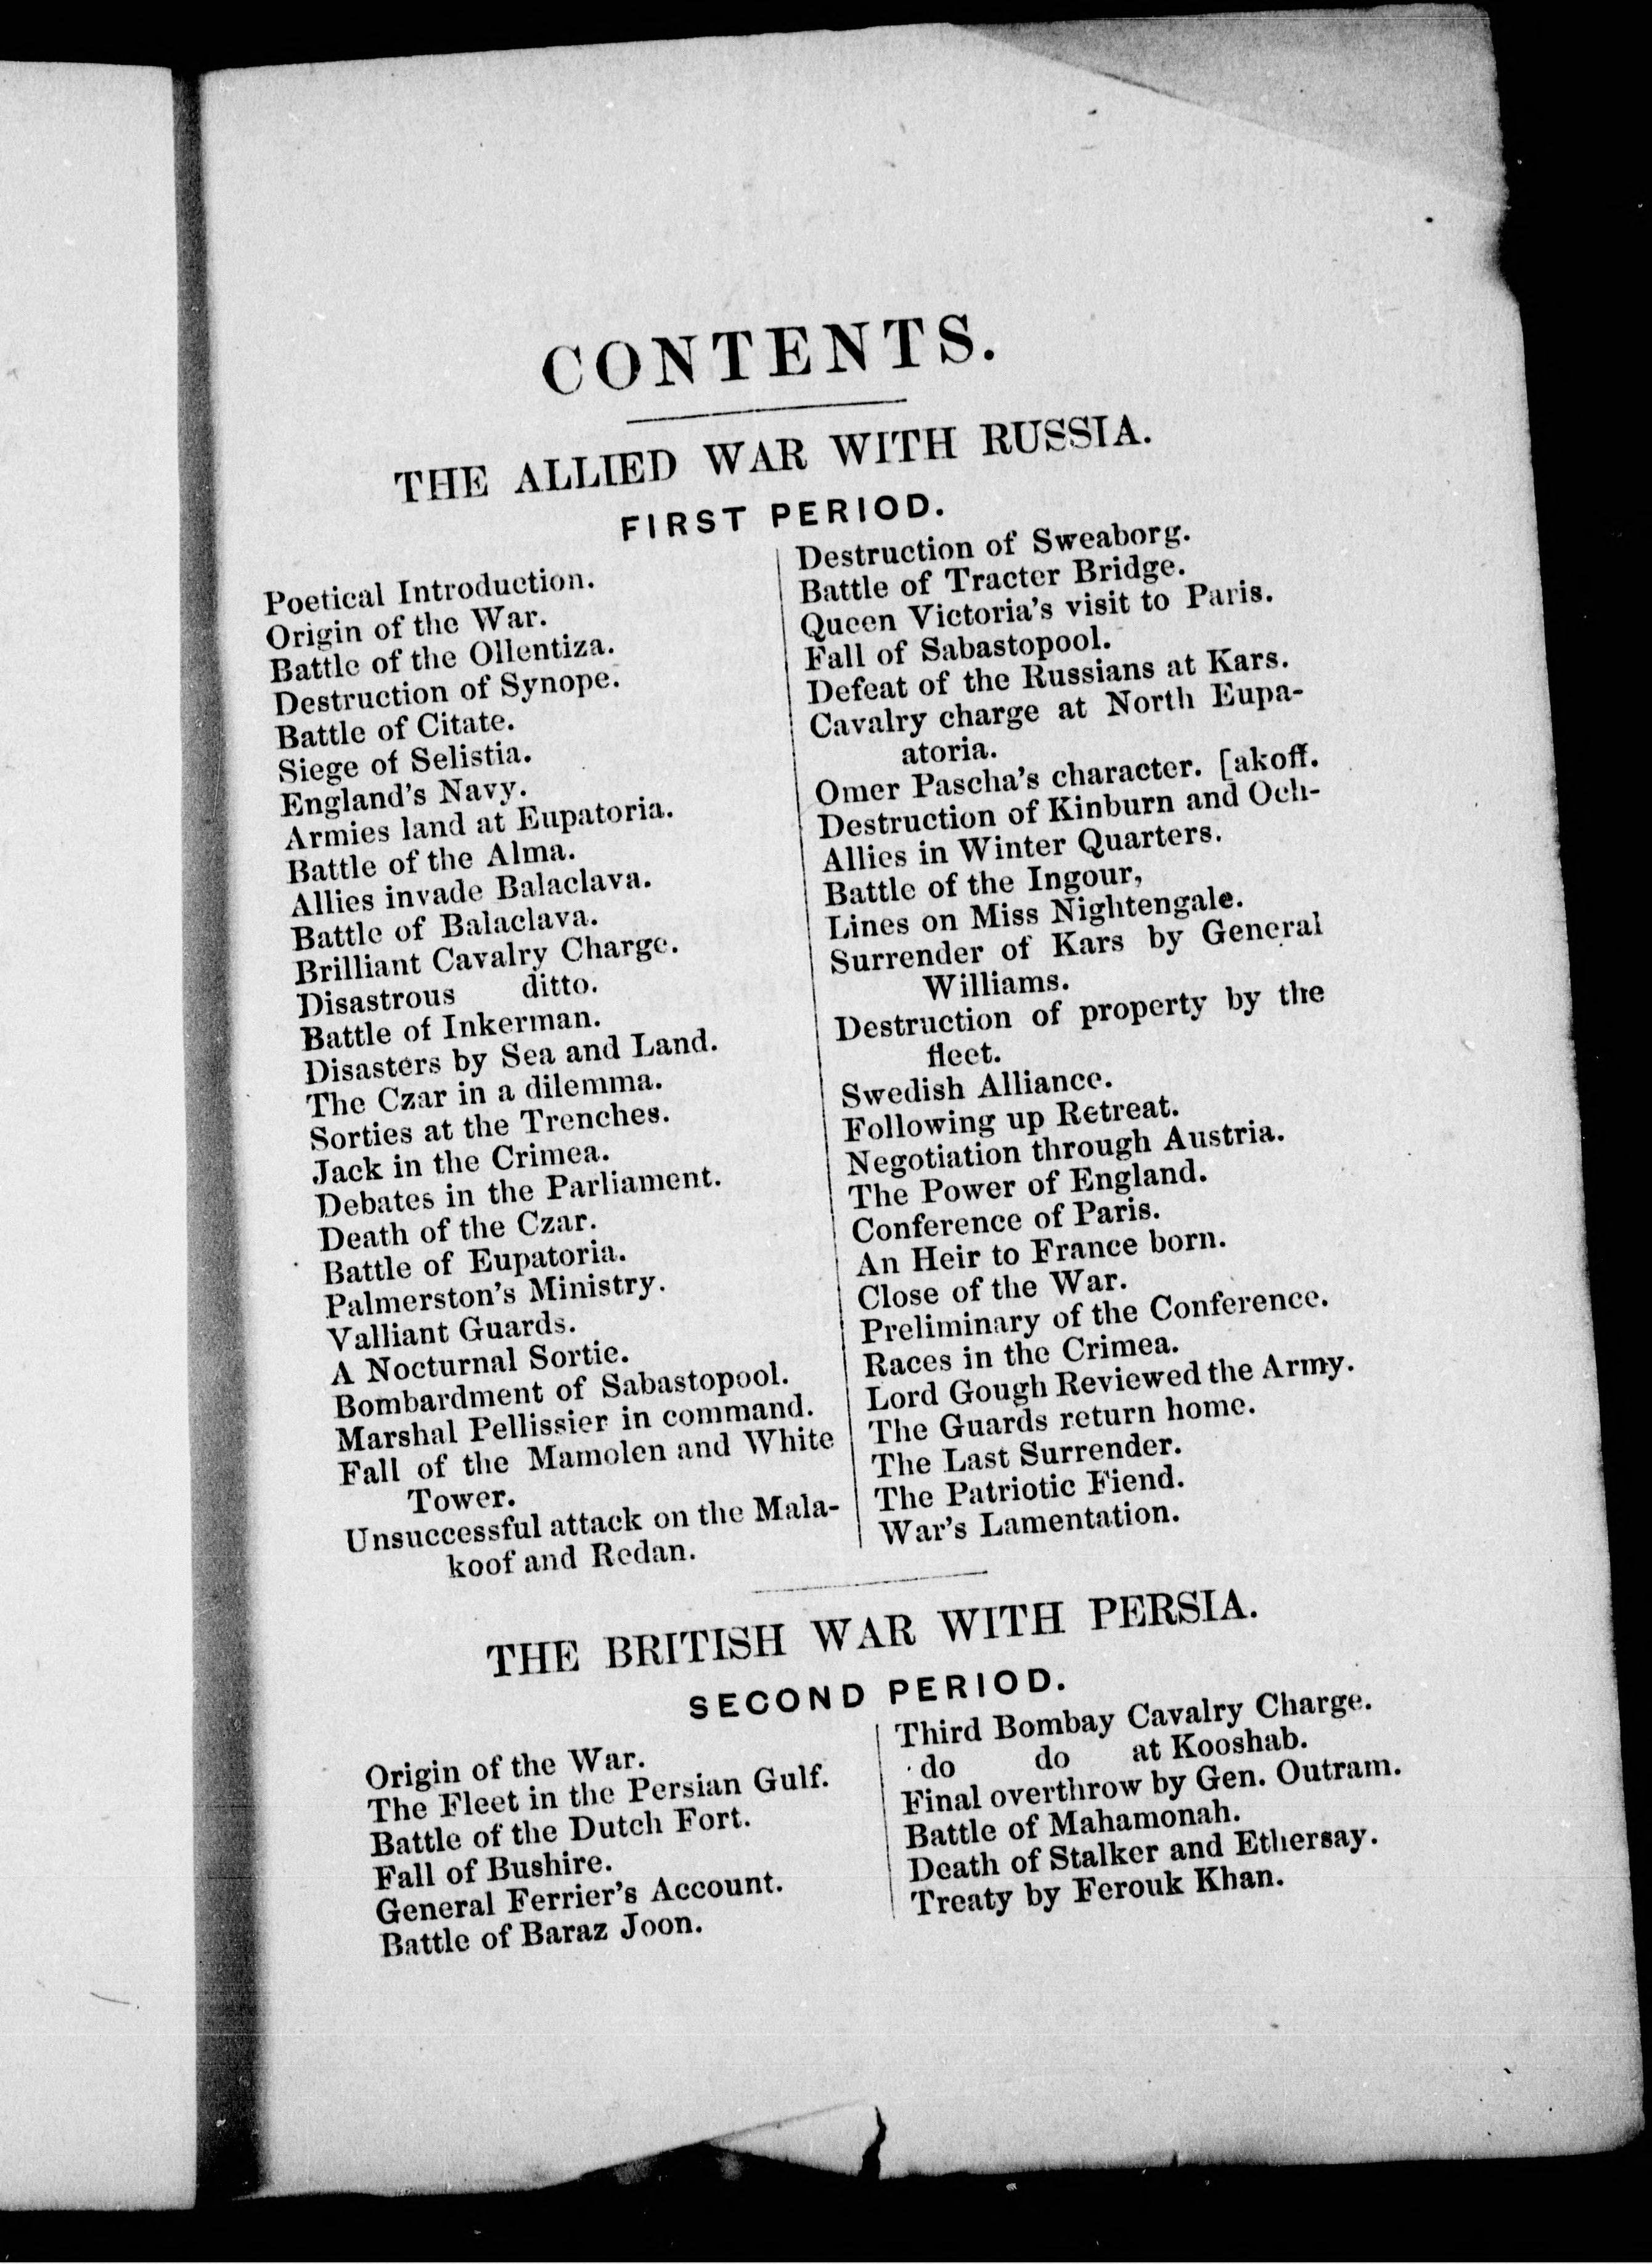 CONTENTS.
THE ALLIED WAR WITH RUSSIA.
FIRST PERIOD.
Poetical Introduction.
Origin of the War.
Battle of the Ollentiza.
Destruction of Synope.
Battle of Citate.
Siege of Selistia.
England's Navy.
Armies land at Eupatoria.
Battle of the Alma.
Allies invade Balaclava.
Battle of Balaclava.
Brilliant Cavalry Charge.
Disastrous ditto.
Battle of Inkerman.
Disasters by Sea and Land.
The Czar in a dilemma.
Sorties at the Trenches.
Jack in the Crimea.
Debates in the Parliament.
Death of the Czar.
Battle of Eupatoria.
Palmerston's Ministry.
Valliant Guards.
A Nocturnal Sortie.
Bombardment of Sabastopool.
Marshal Pellissier in command.
Fall of the Mamolen and White
Tower.
Unsuccessful attack on the Mala-
koof and Redan.
Destruction of Sweaborg.
Battle of Tracter Bridge.
Queen Victoria's visit to Paris.
Fall of Sabastopool.
Defeat of the Russians at Kars.
Cavalry charge at North Eupa-
atoria.
Omer Pascha's character. [akoff.
Destruction of Kinburn and Och-
Allies in Winter Quarters.
Battle of the Ingour,
Lines on Miss Nightengale.
Surrender of Kars by General
Williams.
Destruction of property by the
fleet.
Swedish Alliance.
Following up Retreat.
Negotiation through Austria.
The Power of England.
Conference of Paris.
An Heir to France born.
Close of the War.
Preliminary of the Conference.
Races in the Crimea.
Lord Gough Reviewed the Army.
The Guards return home.
The Last Surrender.
The Patriotic Fiend.
War's Lamentation.
THE BRITISH WAR WITH PERSIA.
SECOND PERIOD.
Origin of the War.
The Fleet in the Persian Gulf.
Battle of the Dutch Fort.
Fall of Bushire.
General Ferrier's Account.
Battle of Baraz Joon.
Third Bombay Cavalry Charge.
do do at Kooshab.
Final overthrow by Gen. Outram.
Battle of Mahamonah.
Death of Stalker and Ethersay.
Treaty by Ferouk Khan.